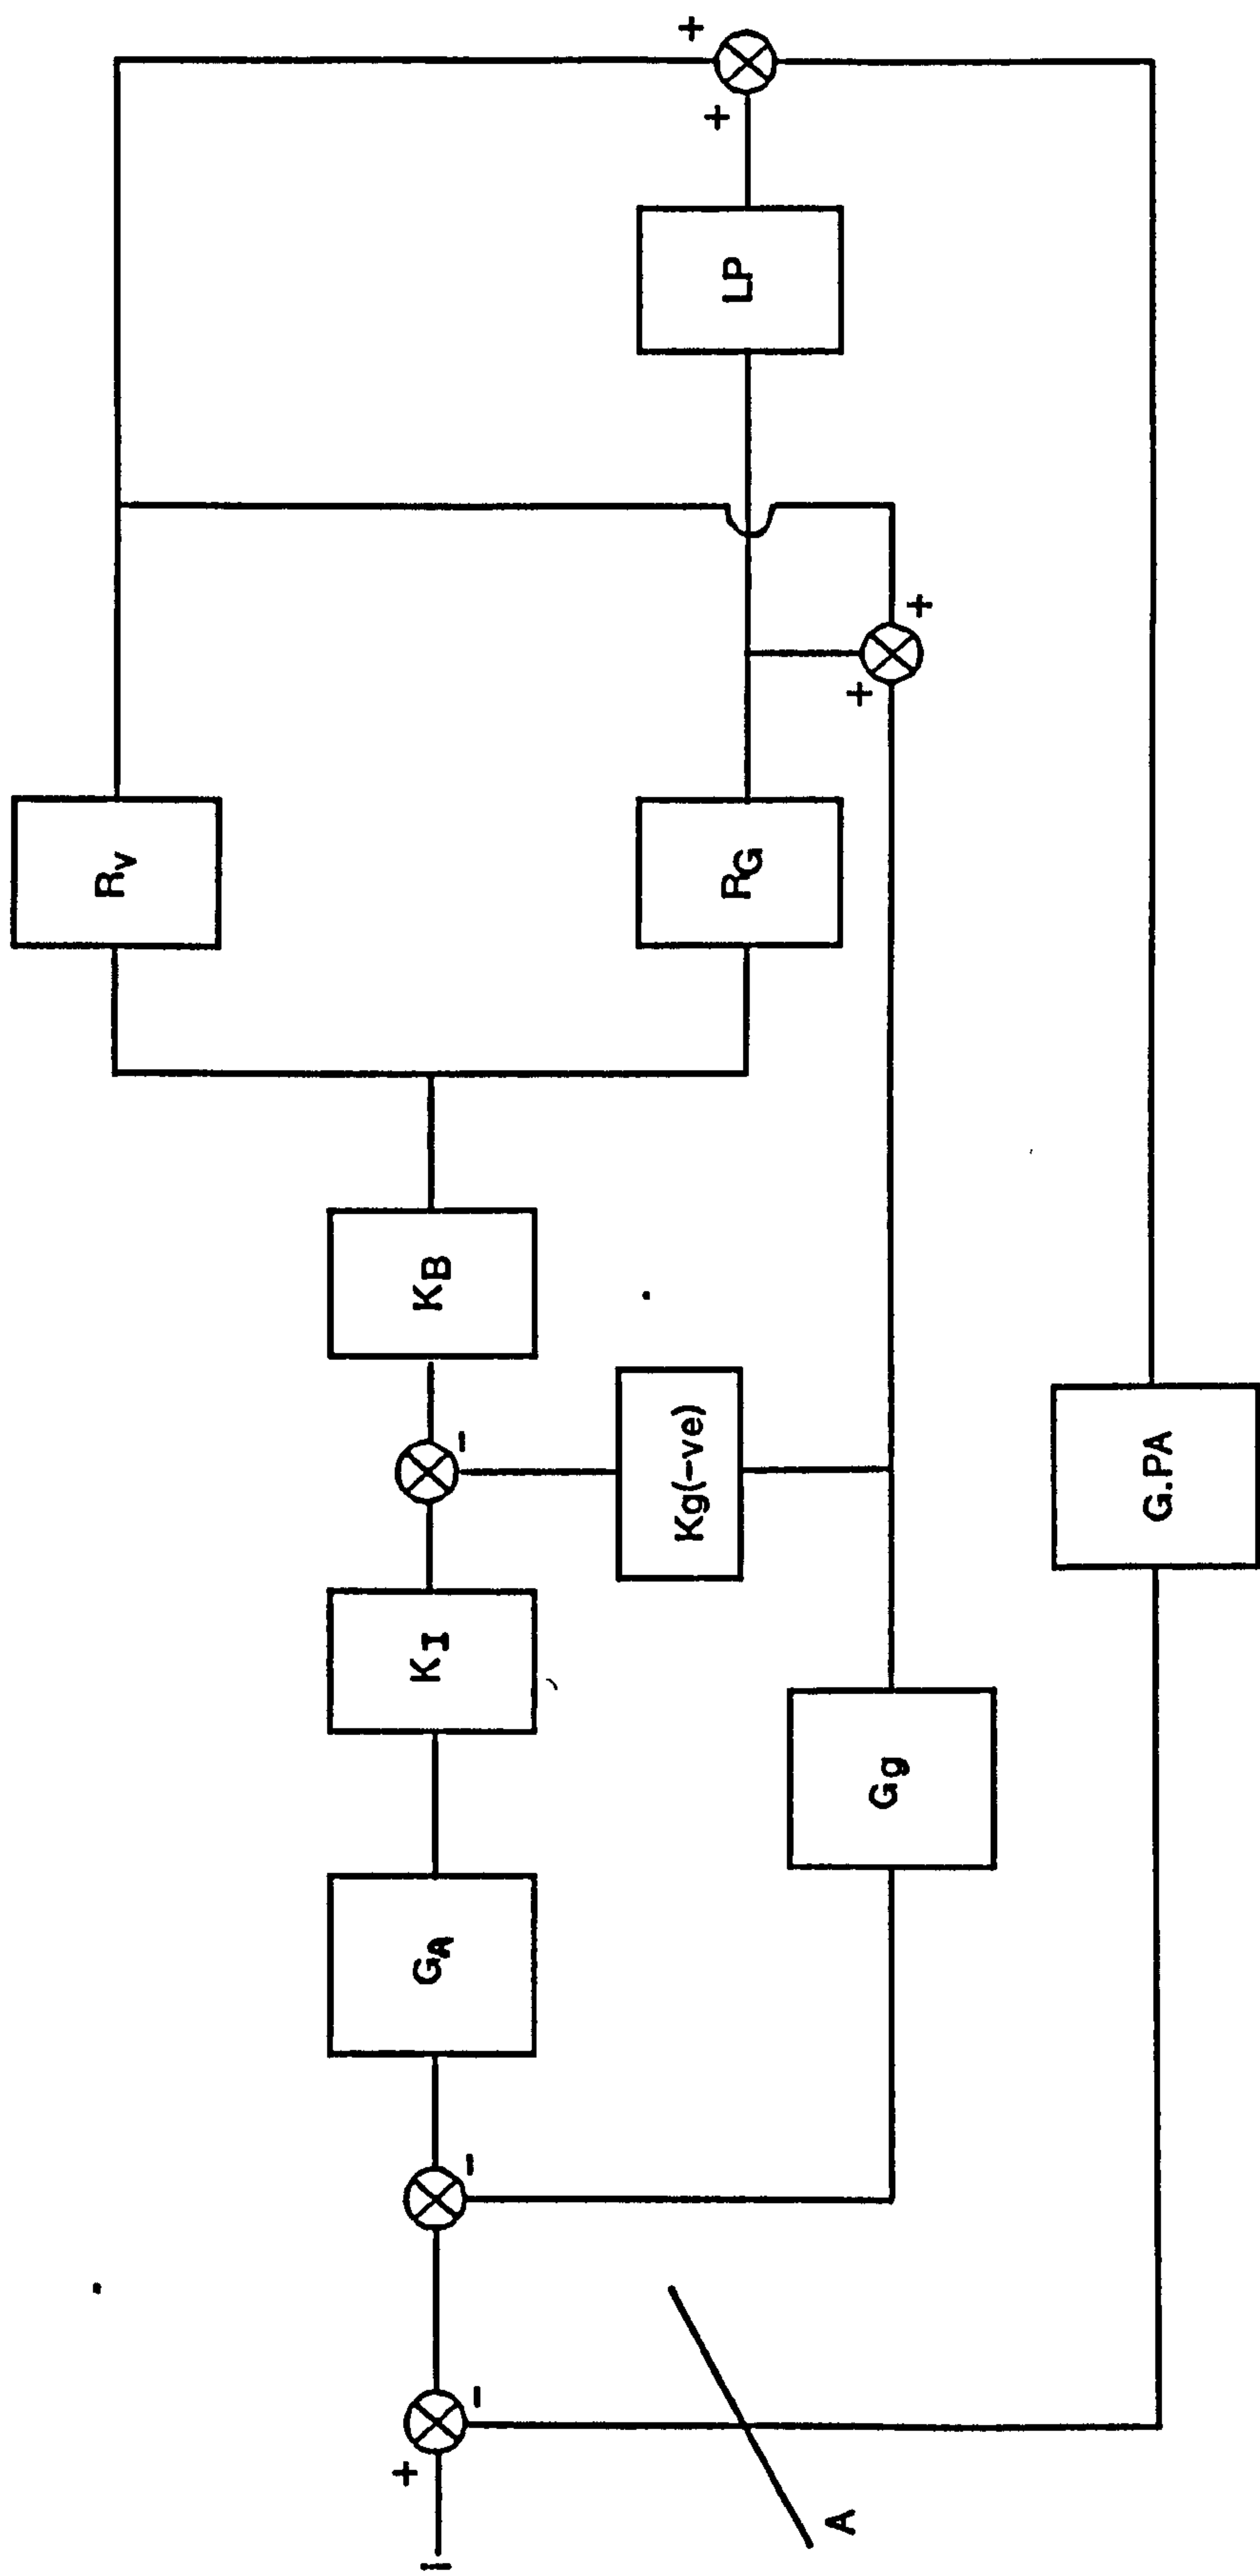 i
+
-
-
GA
KI
-
KB
RV
RG
Kg(-ve)
Gg
+
+
LP
+
+
G.PA
A